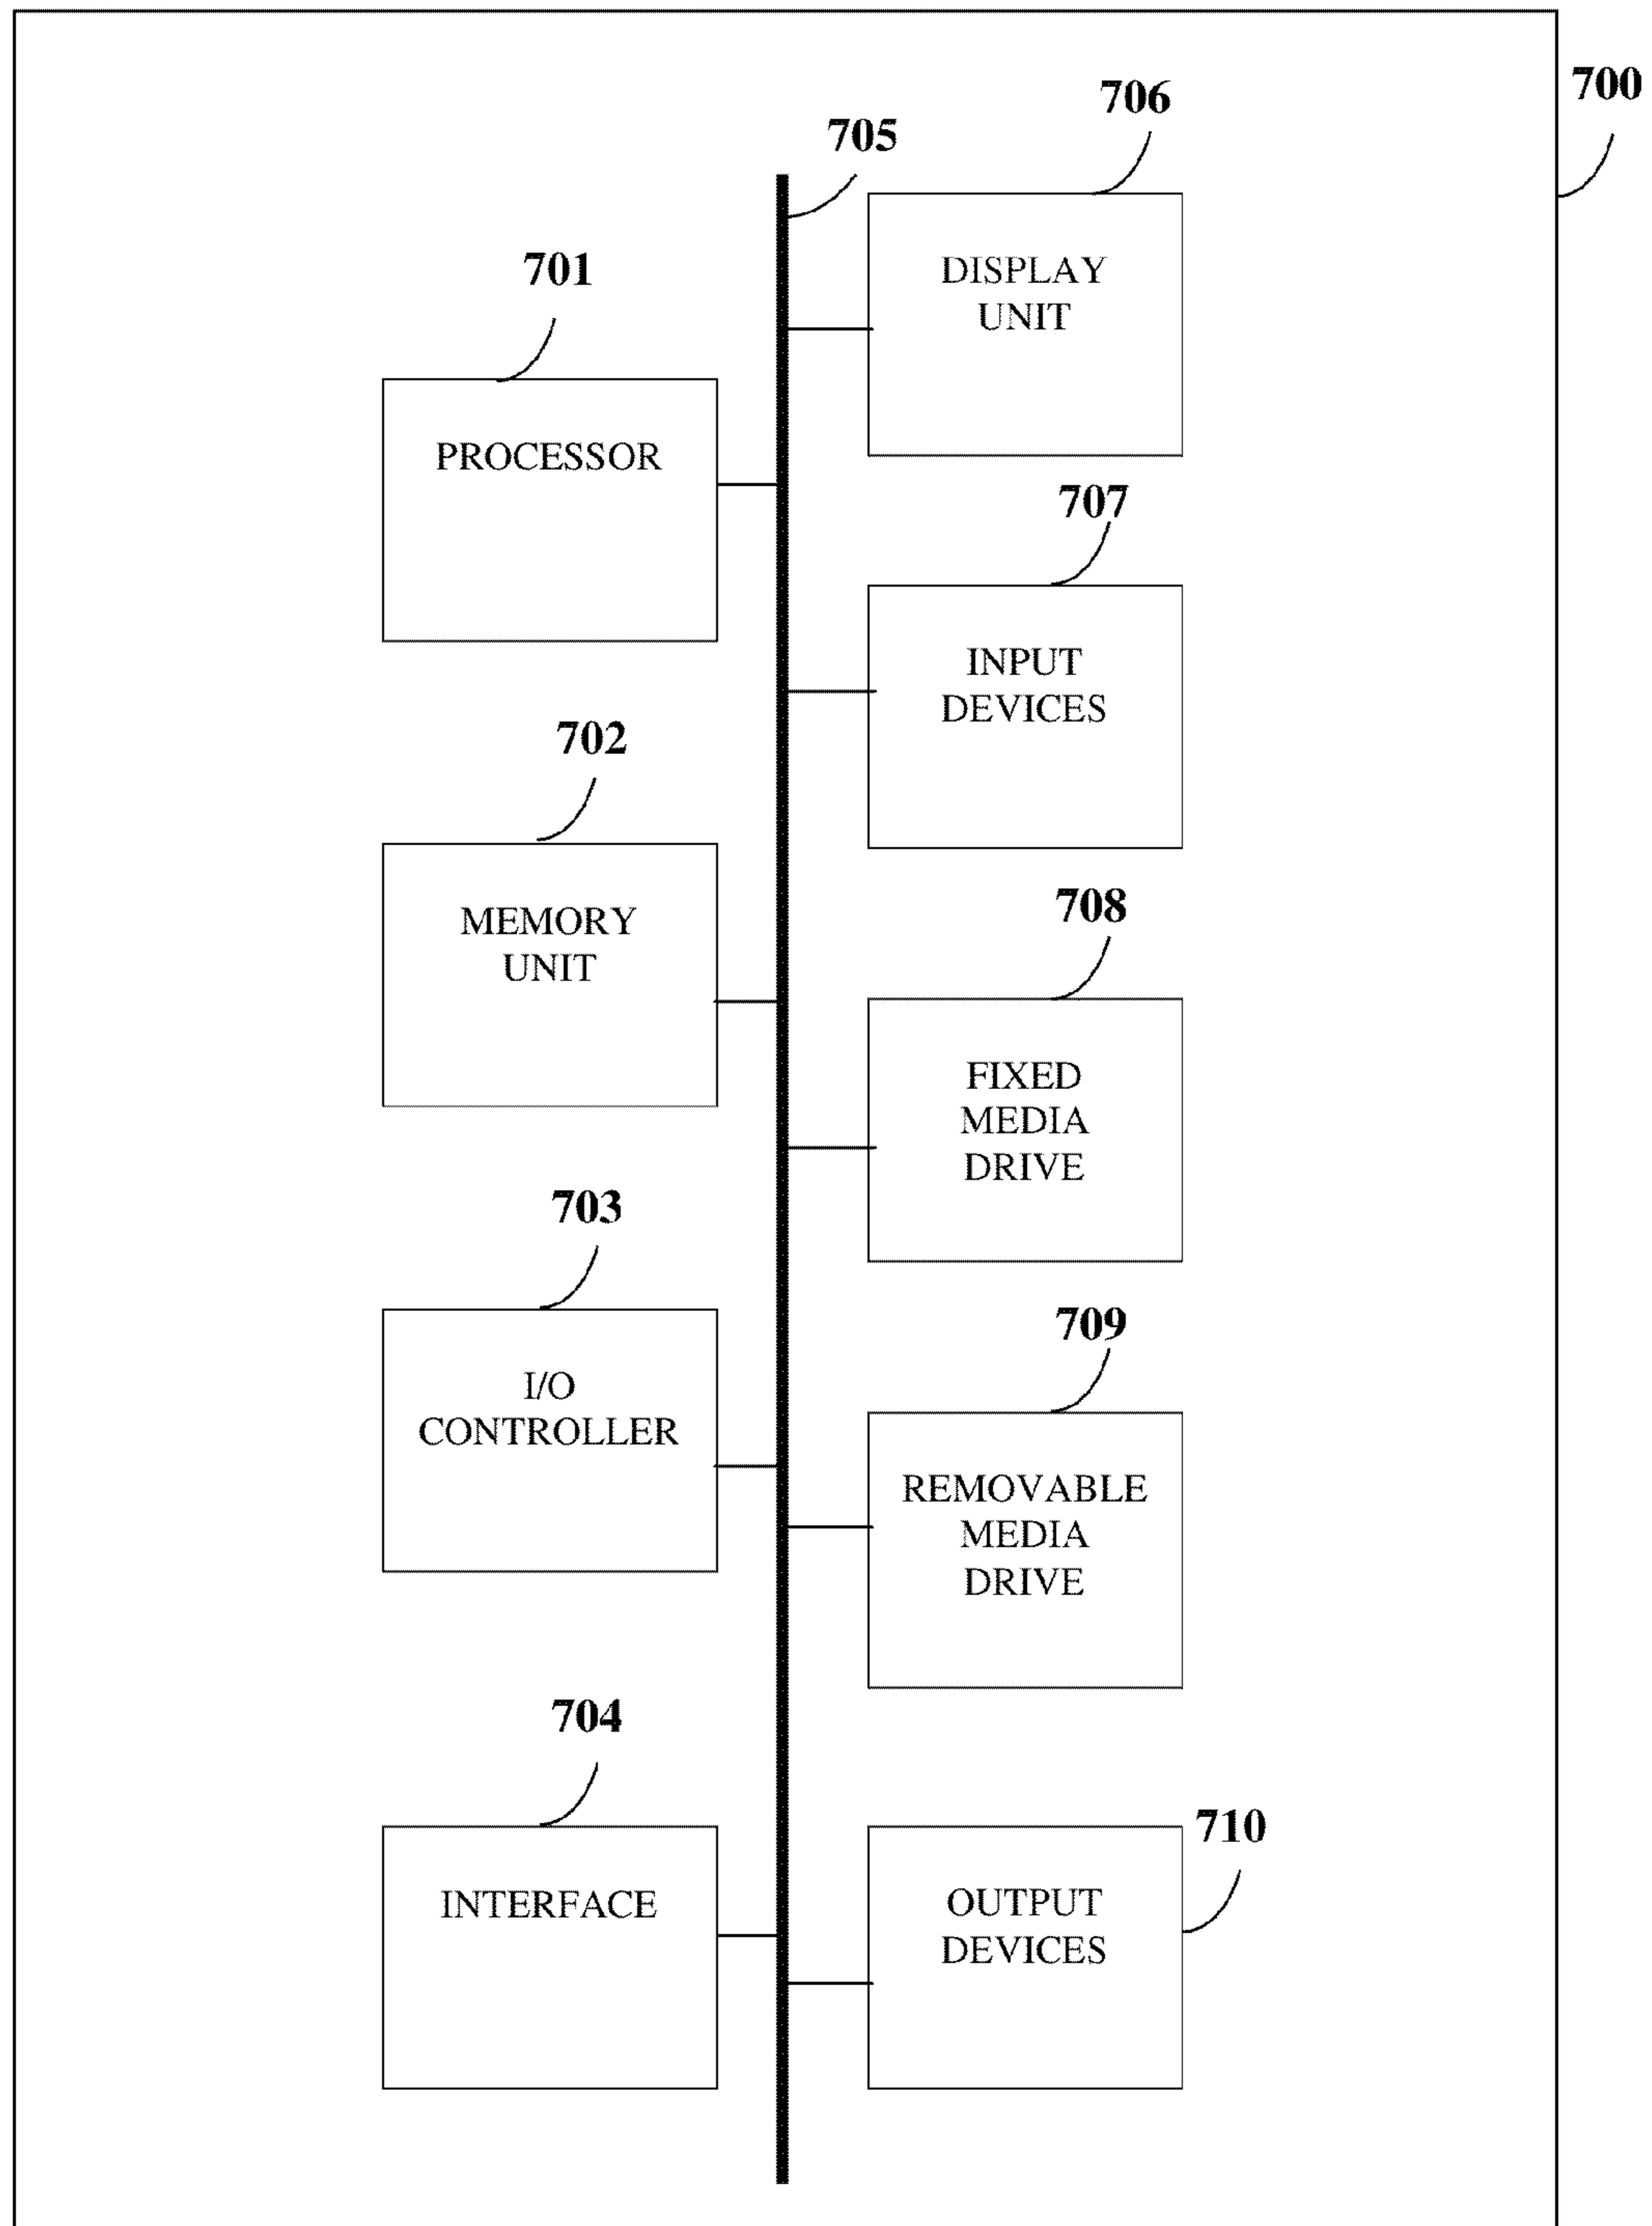 700
706
705
DISPLAY
UNIT
701
PROCESSOR
707
INPUT
DEVICES
702
MEMORY
UNIT
708
FIXED
MEDIA
DRIVE
703
I/O
CONTROLLER
709
REMOVABLE
MEDIA
DRIVE
704
INTERFACE
710
OUTPUT
DEVICES